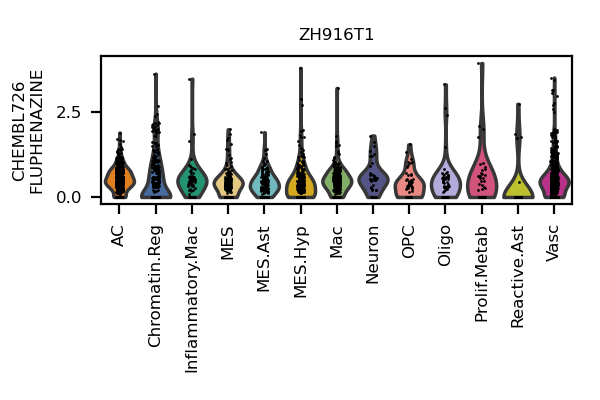 ZH916T1
CHEMBL726
FLUPHENAZINE
2.5
0.0
AC
Chromatin.Reg
Inflammatory.Mac
MES
MES.Ast
MES.Hyp
Mac
Neuron
OPC
Oligo
Prolif.Metab
Reactive.Ast
Vasc